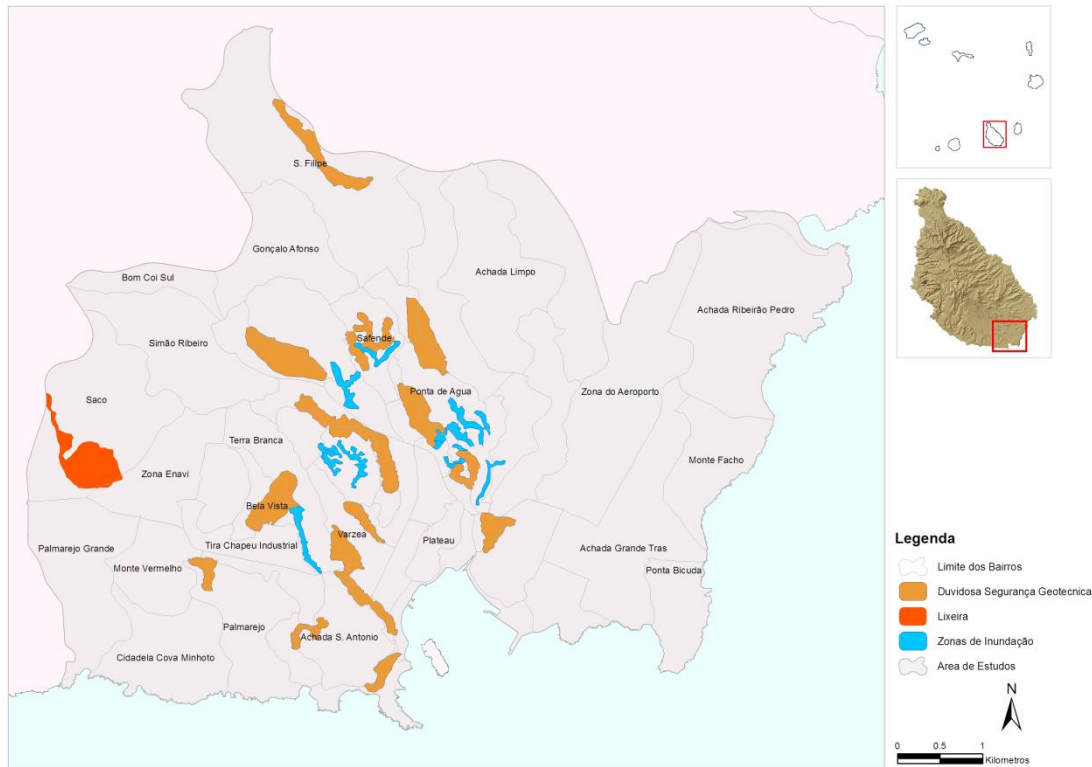 S. Filipe
Gonçalo Afonso
Achada Limpo
Bom Coi Sul
Achada Ribeirão Pedro
Simão Ribeiro
Safende
Ponta de Agua
Zona do Aeroporto
Saco
Terra Branca
Monte Facho
Zona Enavi
Bela Vista
Varzea
Plateau
Tira Chapeu Industrial
Palmarejo Grande
Achada Grande Tras
Monte Vermelho
Ponta Bicuda
Palmarejo
Achada S. Antonio
Cidadela Cova Minhoto
Legenda
Limite dos Bairros
Duvidosa Segurança Geotecnica
Lixeira
Zonas de Inundação
Area de Estudos
N
0 0.5 1
Kilometros